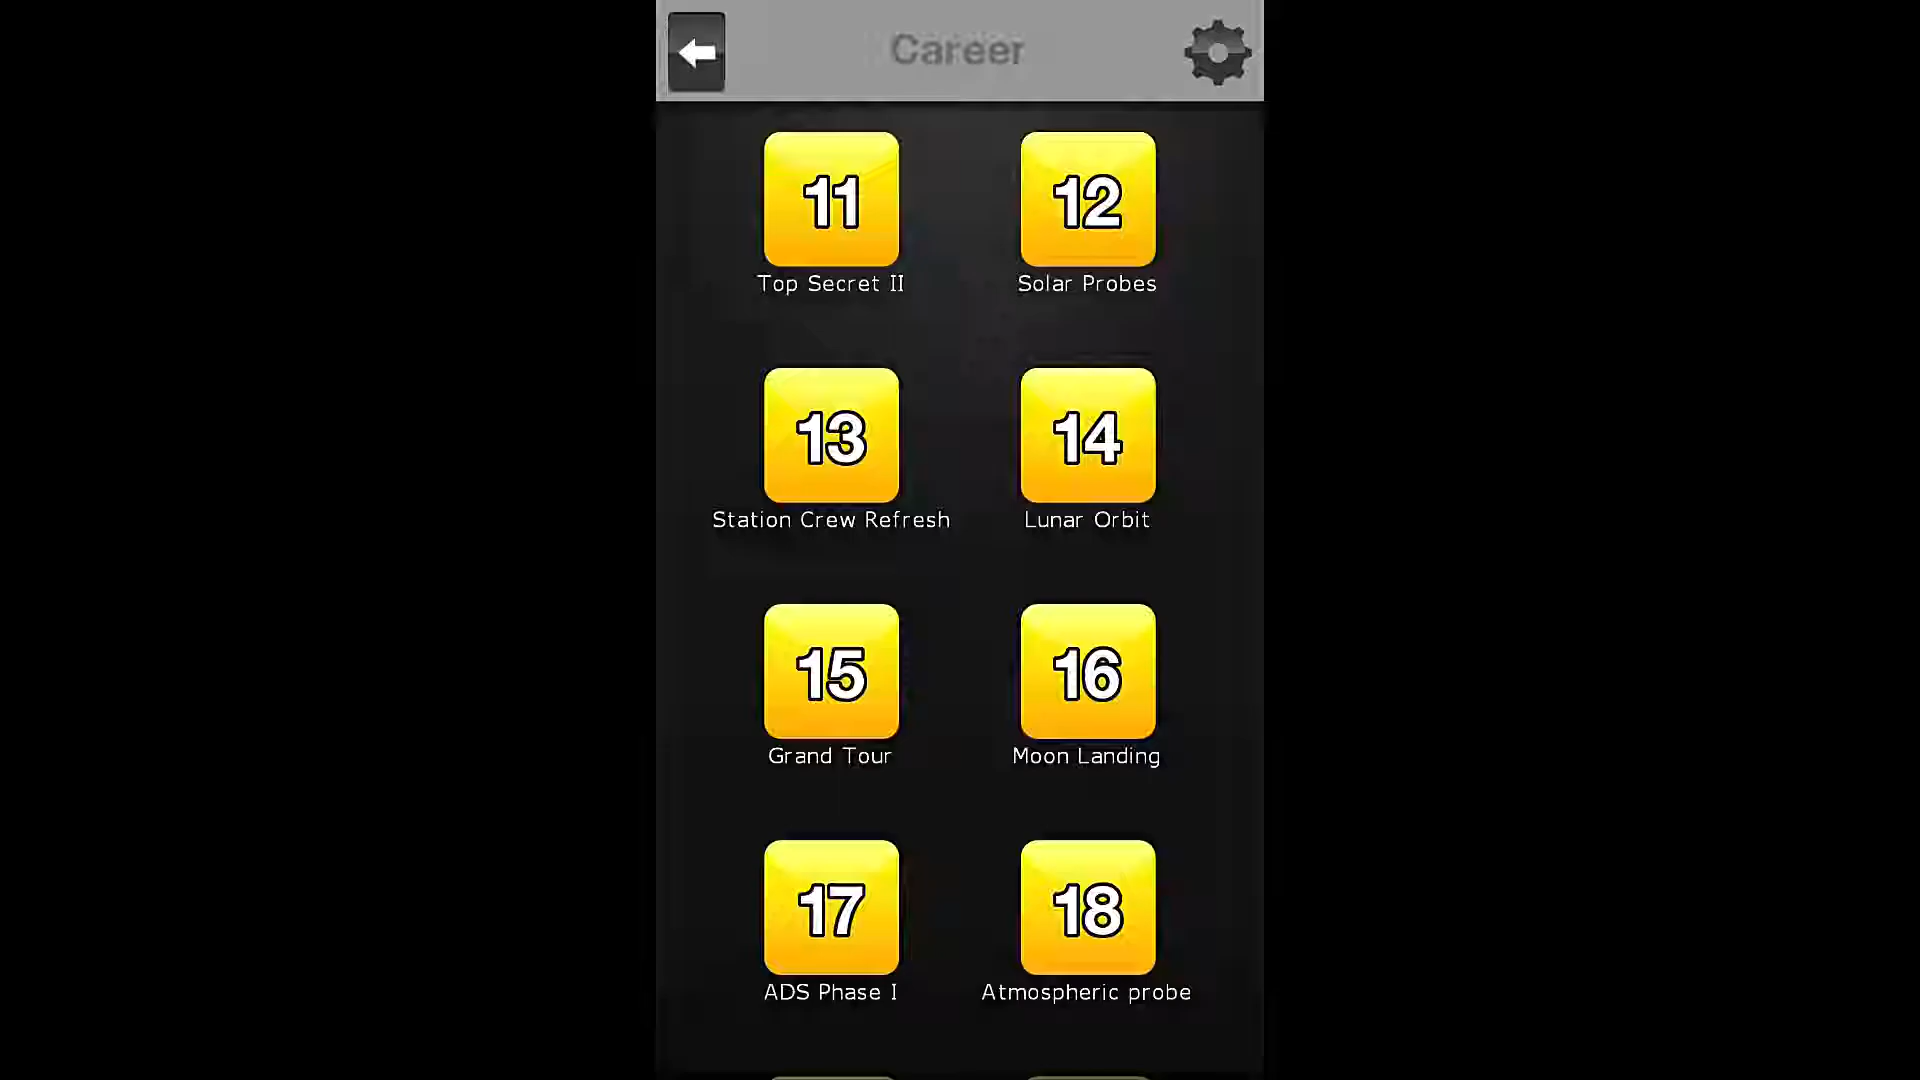 Career
11
12
Top Secret II
Solar Probes
13
14
Station Crew Refresh
Lunar Orbit
15
16
Grand Tour
Moon Landing
17
18
ADS Phase I
Atmospheric probe